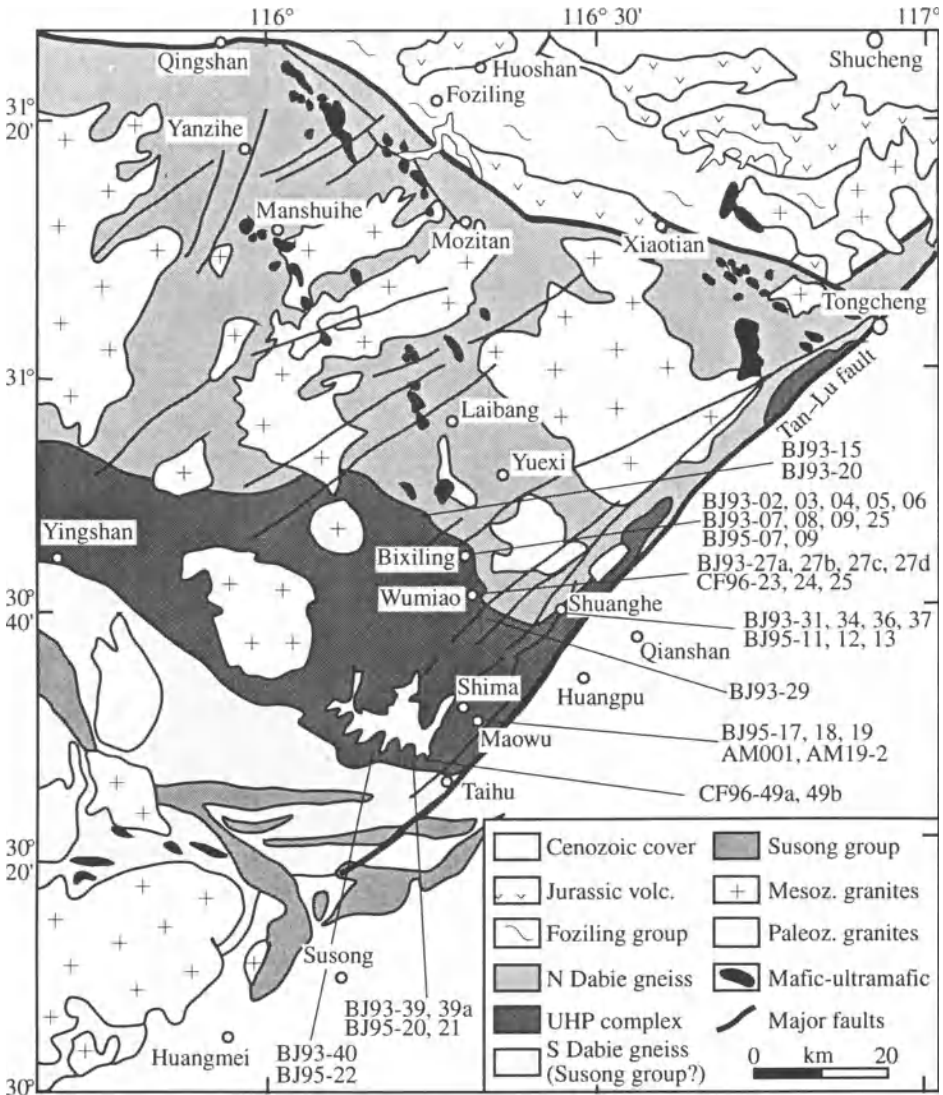 116°
116° 30'
117°
Qingshan
Huoshan
Shucheng
Foziling
31°
20'
Yanzihe
Manshuihe
Mozitan
Xiaotian
Tongcheng
31°
Tan–Lu fault
Laibang
BJ93-15
BJ93-20
Yuexi
BJ93-02, 03, 04, 05, 06
BJ93-07, 08, 09, 25
BJ95-07, 09
Yingshan
Bixiling
BJ93-27a, 27b, 27c, 27d
CF96-23, 24, 25
Wumiao
Shuanghe
30°
40'
BJ93-31, 34, 36, 37
BJ95-11, 12, 13
Qianshan
Huangpu
BJ93-29
Shima
Maowu
BJ95-17, 18, 19
AM001, AM19-2
Taihu
CF96-49a, 49b
30°
20'
Cenozoic cover
Susong group
Jurassic volc.
Mesoz. granites
Foziling group
Paleoz. granites
Susong
N Dabie gneiss
Mafic-ultramafic
BJ93-39, 39a
BJ95-20, 21
UHP complex
Major faults
Huangmei
BJ93-40
BJ95-22
S Dabie gneiss
(Susong group?)
0 km 20
30°